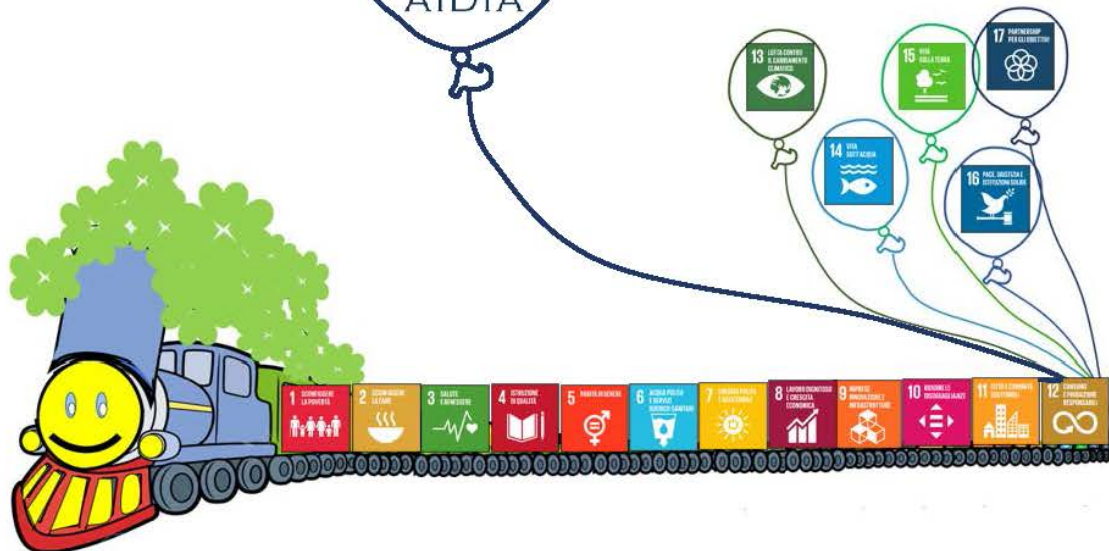 AIDIA
13 LOTTA CONTRO
IL CAMBIAMENTO
CLIMATICO
15 VITA
SULLA TERRA
17 PARTNERSHIP
PER GLI OBIETTIVI
14 VITA
SOTT'ACQUA
16 PACE, GIUSTIZIA E
ISTITUZIONI SOLIDE
1 SCONFIGGERE
LA POVERTÀ
2 SCONFIGGERE
LA FAME
3 SALUTE
E BENESSERE
4 ISTRUZIONE
DI QUALITÀ
5 PARITÀ DI GENERE
6 ACQUA PULITA
E SERVIZI
IGIENICO-SANITARI
7 ENERGIA PULITA
E ACCESSIBILE
8 LAVORO DIGNITOSO
E CRESCITA
ECONOMICA
9 IMPRESE
INNOVAZIONE E
INFRASTRUTTURE
10 RIDURRE LE
DISUGUAGLIANZE
11 CITTÀ E COMUNITÀ
SOSTENIBILI
12 CONSUMO
E PRODUZIONE
RESPONSABILI